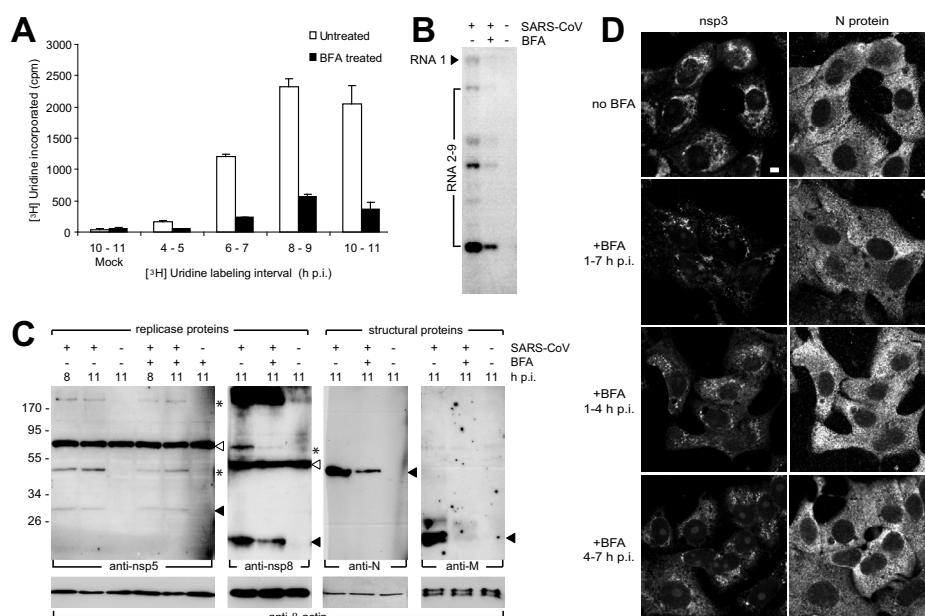 A
[³H] Uridine incorporated (cpm)
3000
2500
2000
1500
1000
500
0
Untreated
BFA treated
10 - 11 4 - 5 6 - 7 8 - 9 10 - 11
Mock
[³H] Uridine labeling interval (h p.i.)
B
+ + - SARS-CoV
- + - BFA
RNA 1
RNA 2-9
C
replicase proteins structural proteins
+ + - + + - + + - + + - + + - SARS-CoV
- - - + + + - + - - + - - + - BFA
8 11 11 8 11 11 11 11 11 11 11 11 11 11 11 h p.i.
170 -
95 -
55 -
34 -
26 -
*
*
*
anti-nsp5 anti-nsp8 anti-N anti-M
anti-β-actin
D
nsp3 N protein
no BFA
+BFA
1-7 h p.i.
+BFA
1-4 h p.i.
+BFA
4-7 h p.i.